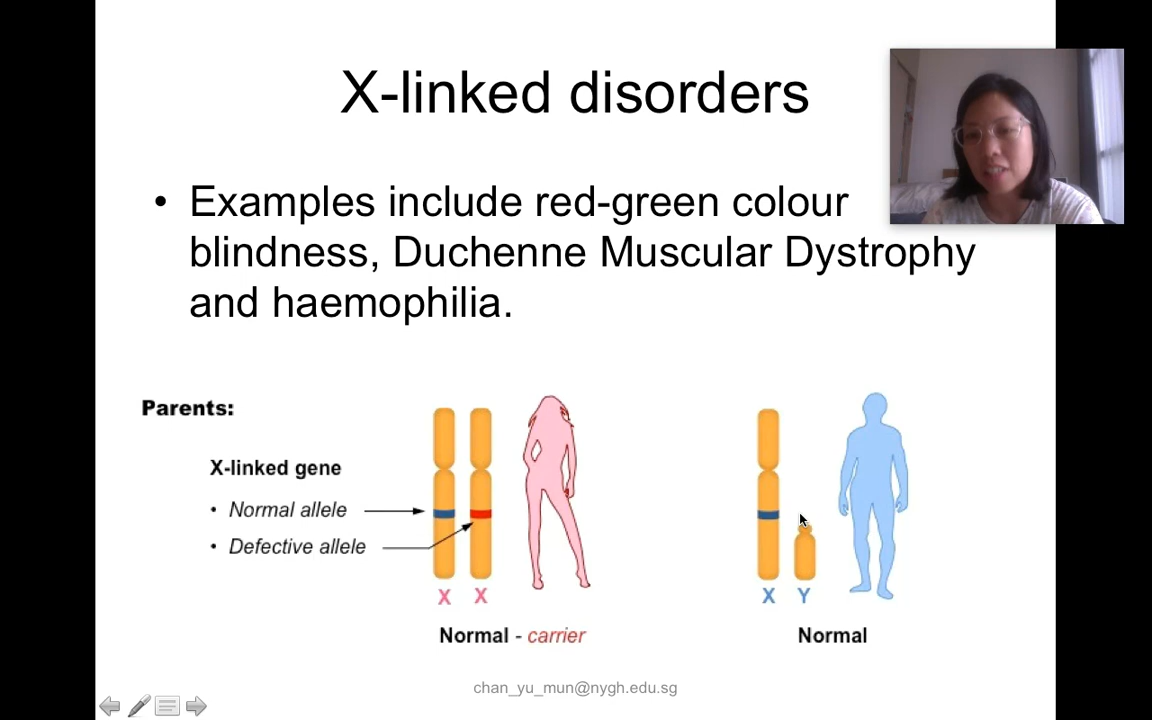 X-linked disorders
• Examples include red-green colour
blindness, Duchenne Muscular Dystrophy
and haemophilia.
Parents:
X-linked gene
• Normal allele
• Defective allele
X X
X Y
Normal - carrier
Normal
chan_yu_mun@nygh.edu.sg